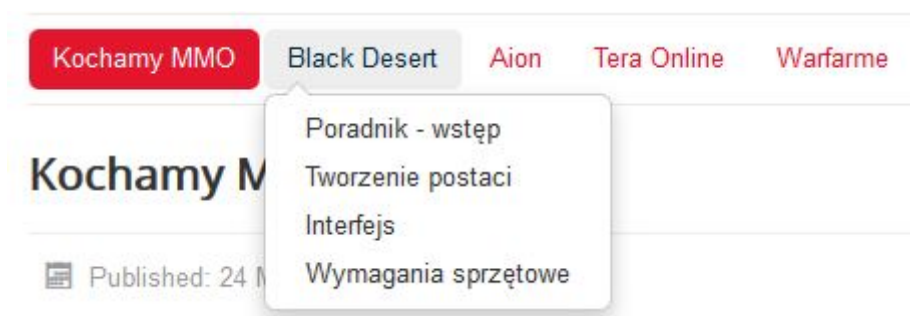 Kochamy MMO Black Desert Aion Tera Online Warfarme
Poradnik - wstęp
Kochamy M
Tworzenie postaci
Interfejs
Published: 24 M
Wymagania sprzętowe